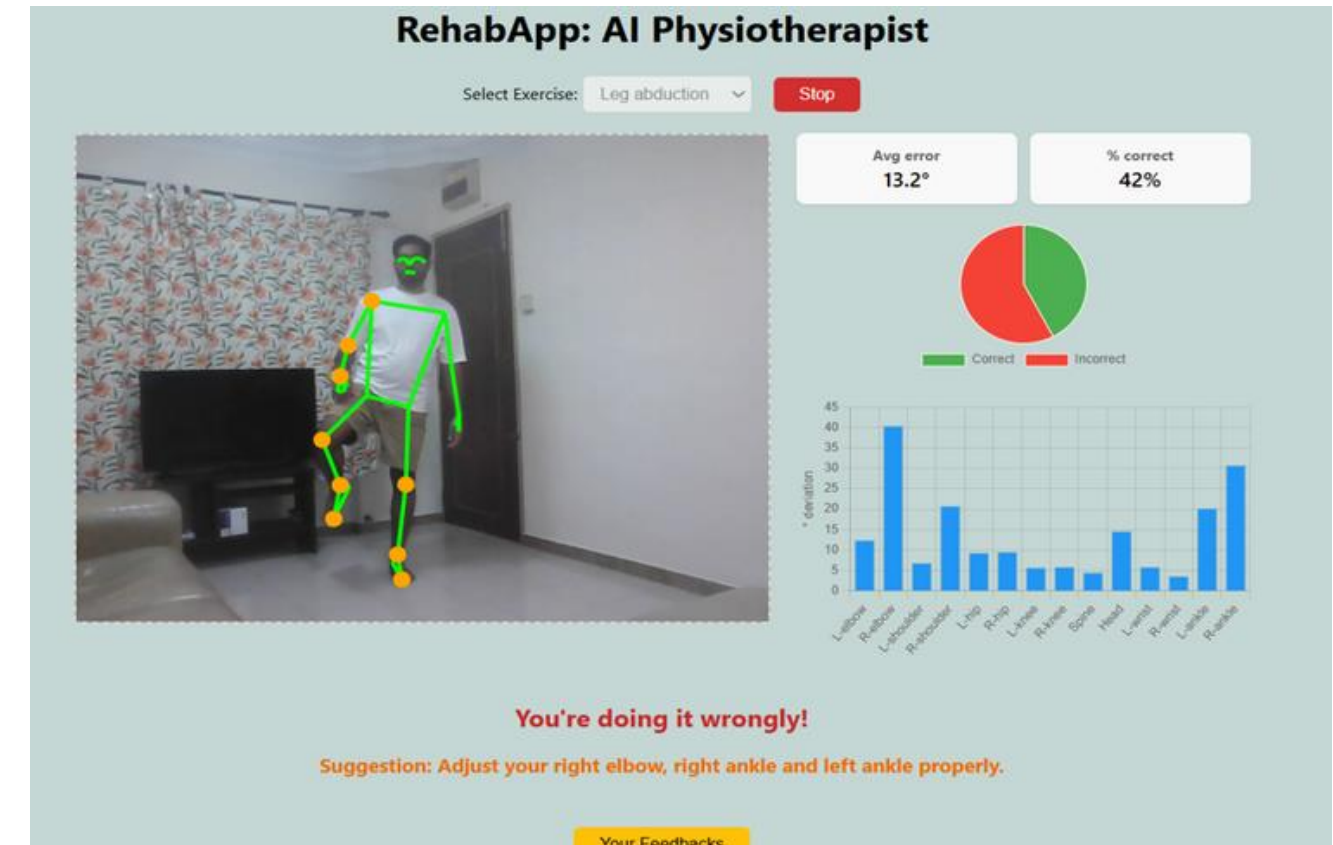 RehabApp: AI Physiotherapist
Select Exercise: Leg abduction Stop
Avg error
13.2°
% correct
42%
Correct Incorrect
45
40
35
30
25
20
15
10
5
0
° deviation
L-elbow R-elbow L-shoulder R-shoulder L-hip R-hip L-knee R-knee Spine Head L-wrist R-wrist L-ankle R-ankle
You're doing it wrongly!
Suggestion: Adjust your right elbow, right ankle and left ankle properly.
Your Feedbacks